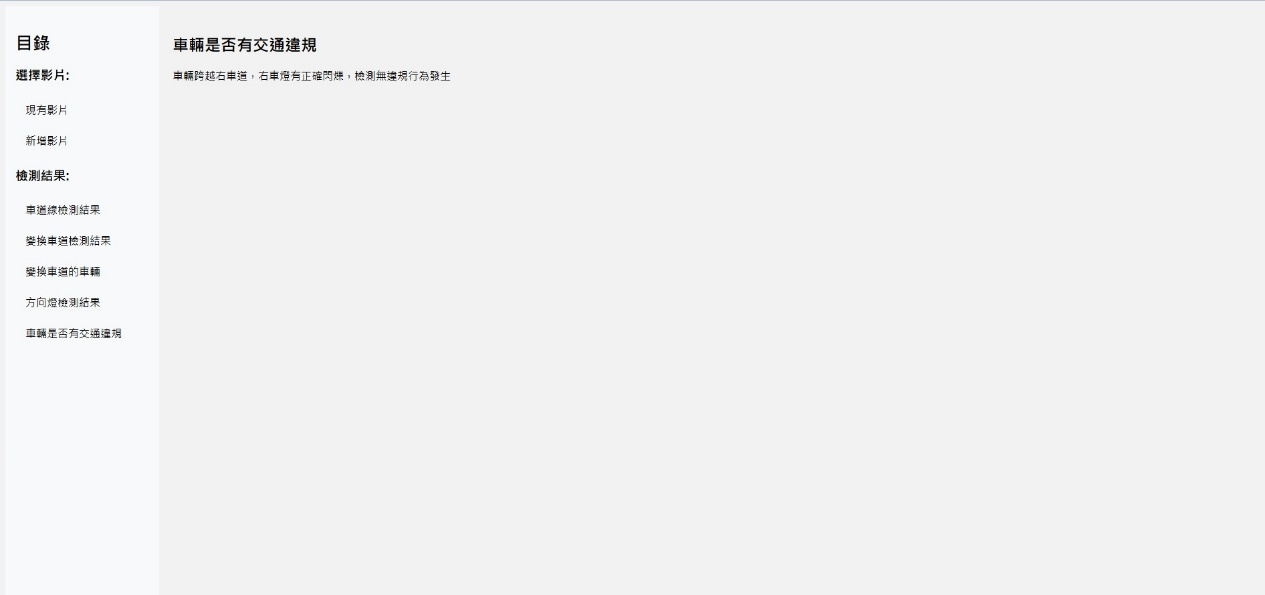 目錄
選擇影片:
現有影片
新增影片
檢測結果:
車道線檢測結果
變換車道檢測結果
變換車道的車輛
方向燈檢測結果
車輛是否有交通違規
車輛是否有交通違規
車輛跨越右車道，右車燈有正確閃爍，檢測無違規行為發生